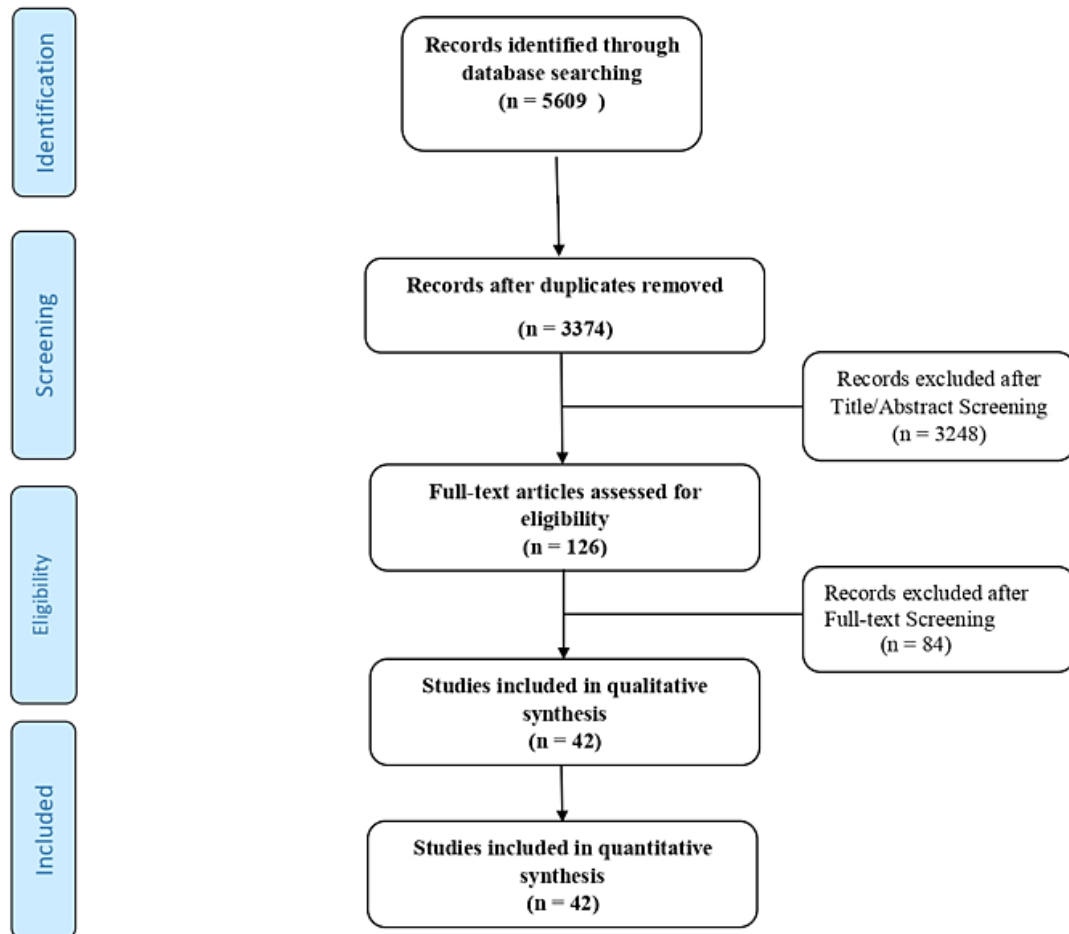 Identification
Records identified through
database searching
(n = 5609 )
Screening
Records after duplicates removed
(n = 3374)
Records excluded after
Title/Abstract Screening
(n = 3248)
Eligibility
Full-text articles assessed for
eligibility
(n = 126)
Records excluded after
Full-text Screening
(n = 84)
Studies included in qualitative
synthesis
(n = 42)
Included
Studies included in quantitative
synthesis
(n = 42)